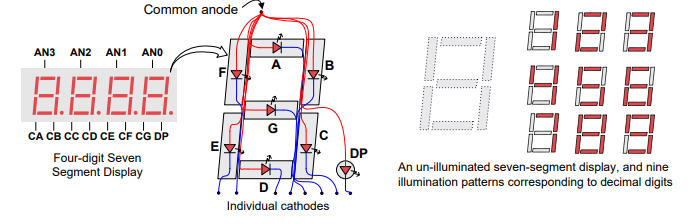 Common anode
AN3 AN2 AN1 AN0
CA CB CC CD CE CF CG DP
Four-digit Seven
Segment Display
A
F B
G
E C
D
DP
Individual cathodes
An un-illuminated seven-segment display, and nine
illumination patterns corresponding to decimal digits